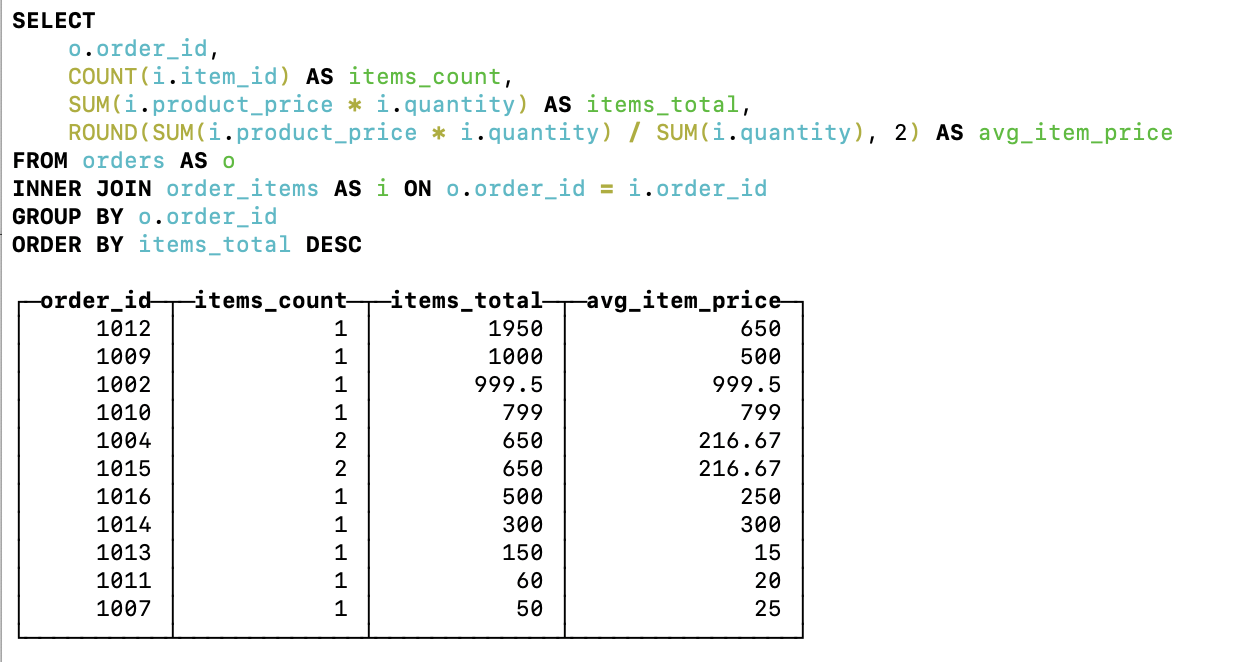 SELECT
    o.order_id,
    COUNT(i.item_id) AS items_count,
    SUM(i.product_price * i.quantity) AS items_total,
    ROUND(SUM(i.product_price * i.quantity) / SUM(i.quantity), 2) AS avg_item_price
FROM orders AS o
INNER JOIN order_items AS i ON o.order_id = i.order_id
GROUP BY o.order_id
ORDER BY items_total DESC
order_id items_count items_total avg_item_price
1012 1 1950 650
1009 1 1000 500
1002 1 999.5 999.5
1010 1 799 799
1004 2 650 216.67
1015 2 650 216.67
1016 1 500 250
1014 1 300 300
1013 1 150 15
1011 1 60 20
1007 1 50 25